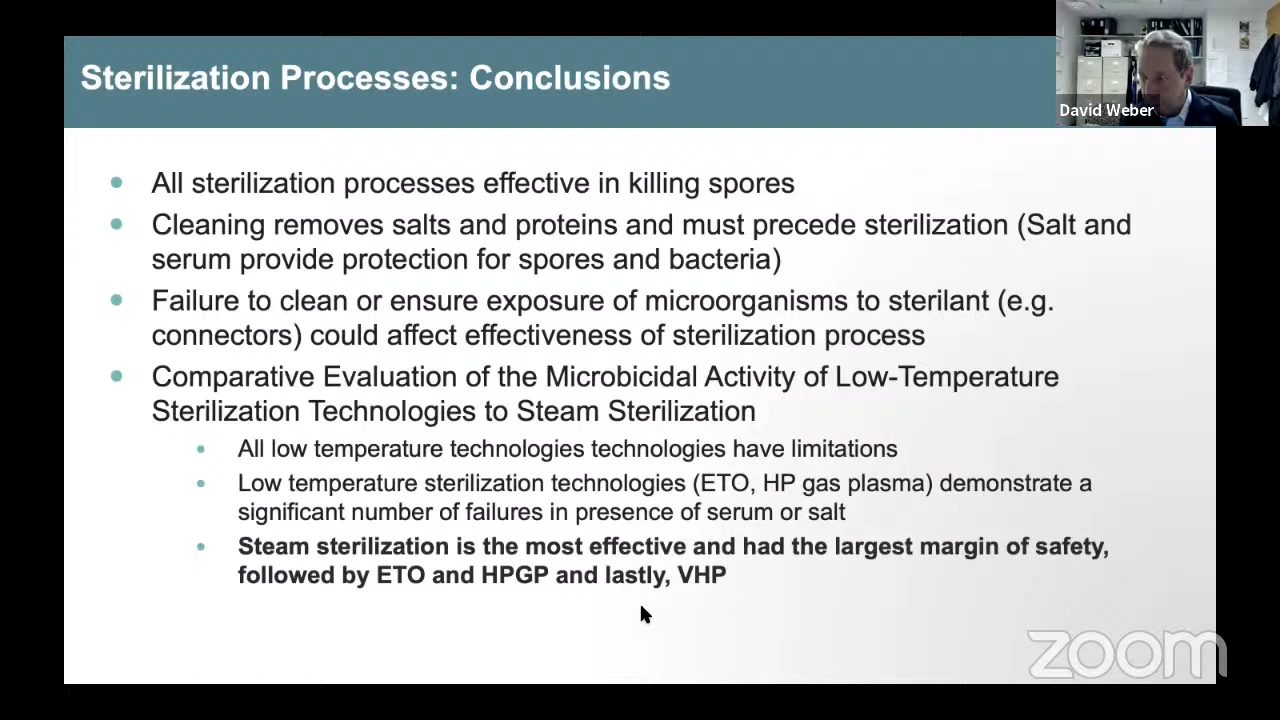 Sterilization Processes: Conclusions
David Weber
All sterilization processes effective in killing spores
Cleaning removes salts and proteins and must precede sterilization (Salt and
serum provide protection for spores and bacteria)
Failure to clean or ensure exposure of microorganisms to sterilant (e.g.
connectors) could affect effectiveness of sterilization process
Comparative Evaluation of the Microbicidal Activity of Low-Temperature
Sterilization Technologies to Steam Sterilization
All low temperature technologies technologies have limitations
Low temperature sterilization technologies (ETO, HP gas plasma) demonstrate a
significant number of failures in presence of serum or salt
Steam sterilization is the most effective and had the largest margin of safety,
followed by ETO and HPGP and lastly, VHP
zoom